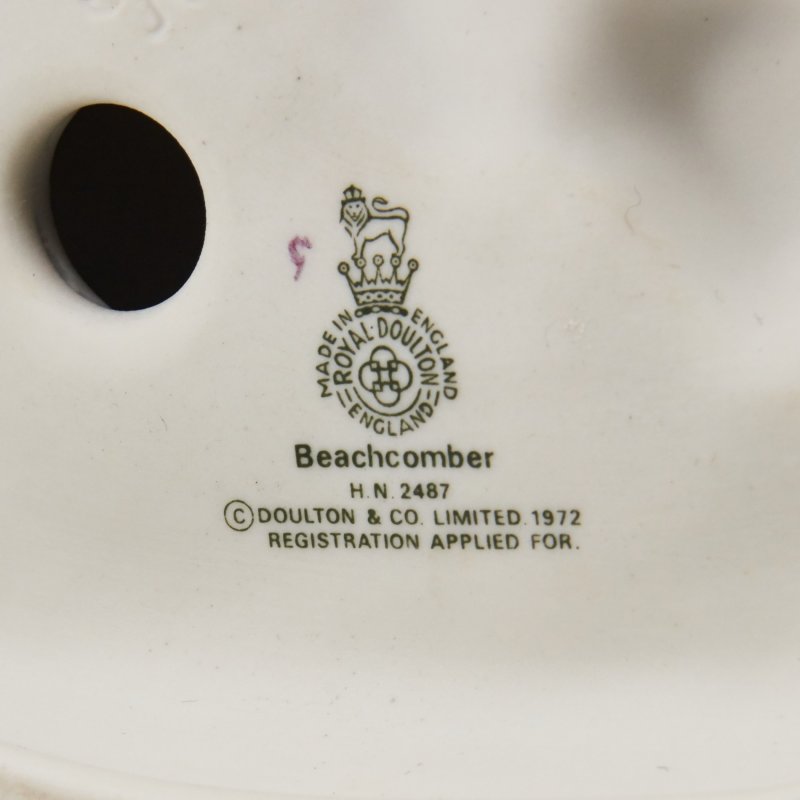 MADE IN ENGLAND
ROYAL·DOULTON
ENGLAND
Beachcomber
H.N. 2487
© DOULTON & CO. LIMITED. 1972
REGISTRATION APPLIED FOR.